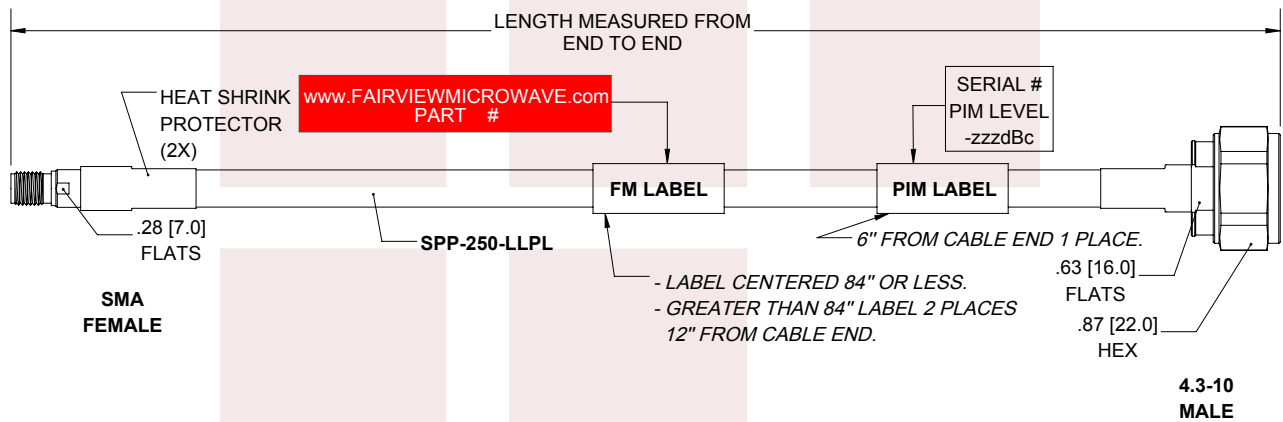 LENGTH MEASURED FROM
END TO END
HEAT SHRINK
PROTECTOR
(2X)
www.FAIRVIEWMICROWAVE.com
PART #
SERIAL #
PIM LEVEL
-zzzdBc
FM LABEL
PIM LABEL
.28 [7.0]
FLATS
SPP-250-LLPL
6" FROM CABLE END 1 PLACE.
- LABEL CENTERED 84" OR LESS.
- GREATER THAN 84" LABEL 2 PLACES
12" FROM CABLE END.
.63 [16.0]
FLATS
.87 [22.0]
HEX
SMA
FEMALE
4.3-10
MALE